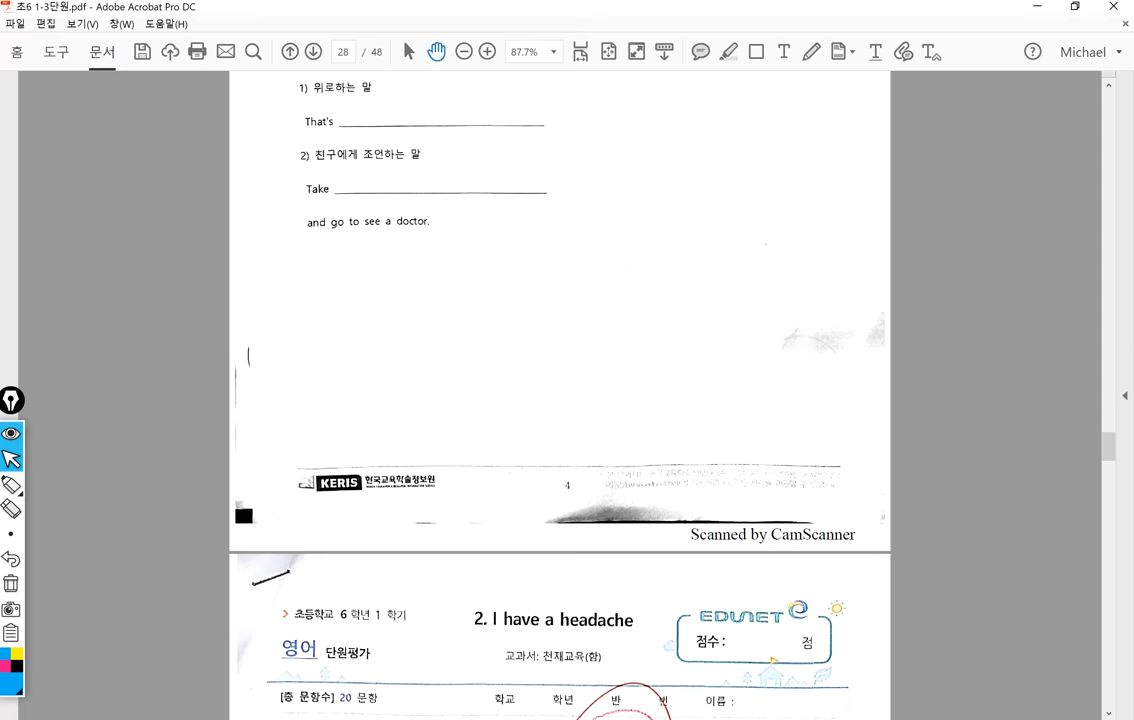 초6 1-3단원.pdf - Adobe Acrobat Pro DC
파일 편집 보기(V) 창(W) 도움말(H)
홈 도구 문서 28 / 48 87.7% Michael
1) 위로하는 말
That's
2) 친구에게 조언하는 말
Take
and go to see a doctor.
KERIS 한국교육학술정보원
4
Scanned by CamScanner
초등학교 6 학년 1 학기
2. I have a headache
EDUNET
영어 단원평가
점수 : 점
교과서: 천재교육(함)
[총 문항수] 20 문항 학교 학년 반 번 이름 :